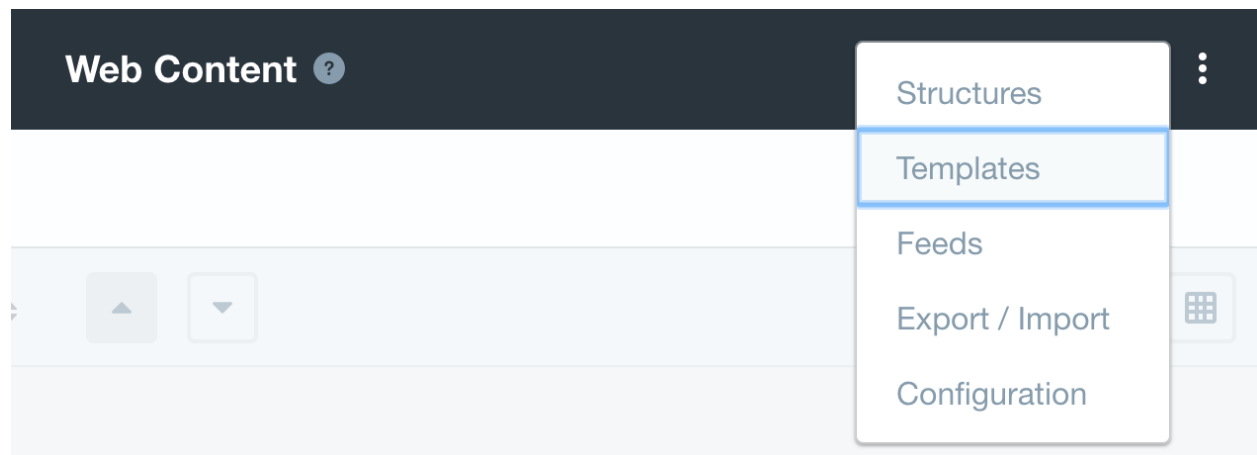 Web Content ?
Structures
Templates
Feeds
Export / Import
Configuration